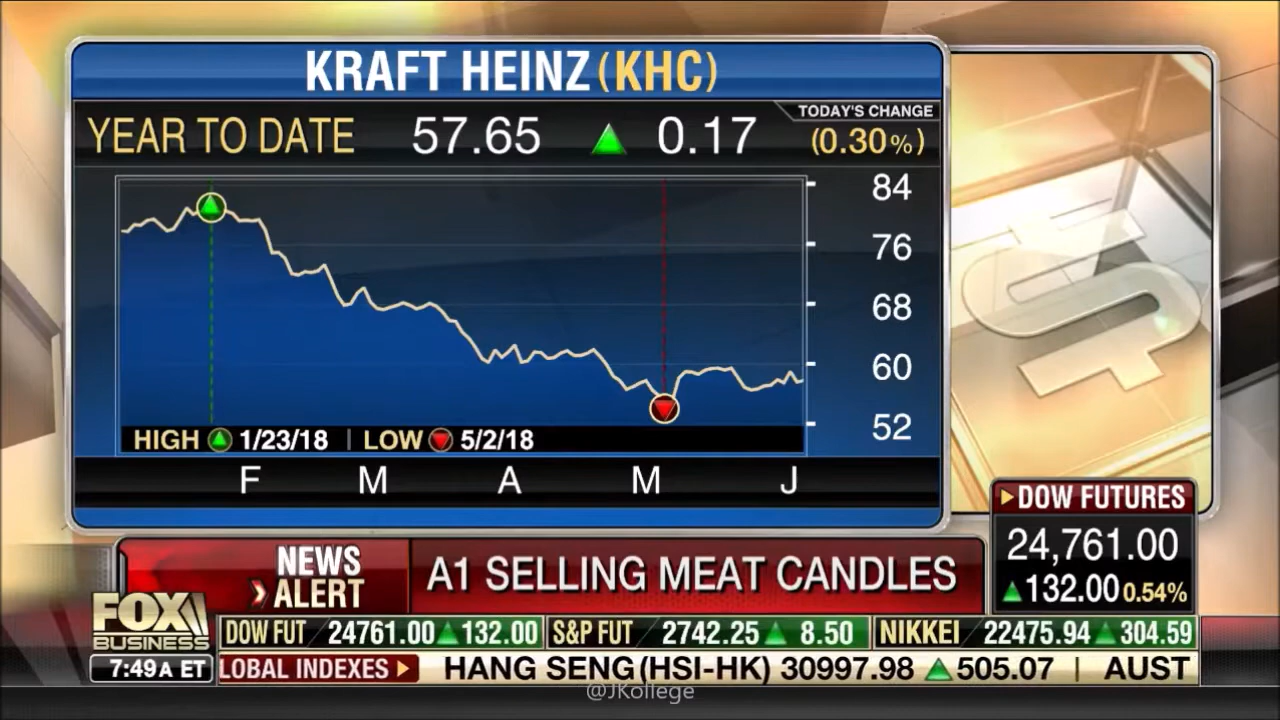 KRAFT HEINZ (KHC)
TODAY'S CHANGE
YEAR TO DATE 57.65 ▲ 0.17 (0.30%)
84
76
68
60
52
HIGH ▲ 1/23/18 | LOW ▼ 5/2/18
F M A M J
DOW FUTURES
24,761.00
▲132.00 0.54%
NEWS
ALERT
A1 SELLING MEAT CANDLES
FOX
BUSINESS
DOW FUT 24761.00 ▲ 132.00 S&P FUT 2742.25 ▲ 8.50 NIKKEI 22475.94 ▲ 304.59
7:49A ET
LOBAL INDEXES HANG SENG (HSI-HK) 30997.98 ▲ 505.07 | AUST
@JKollege